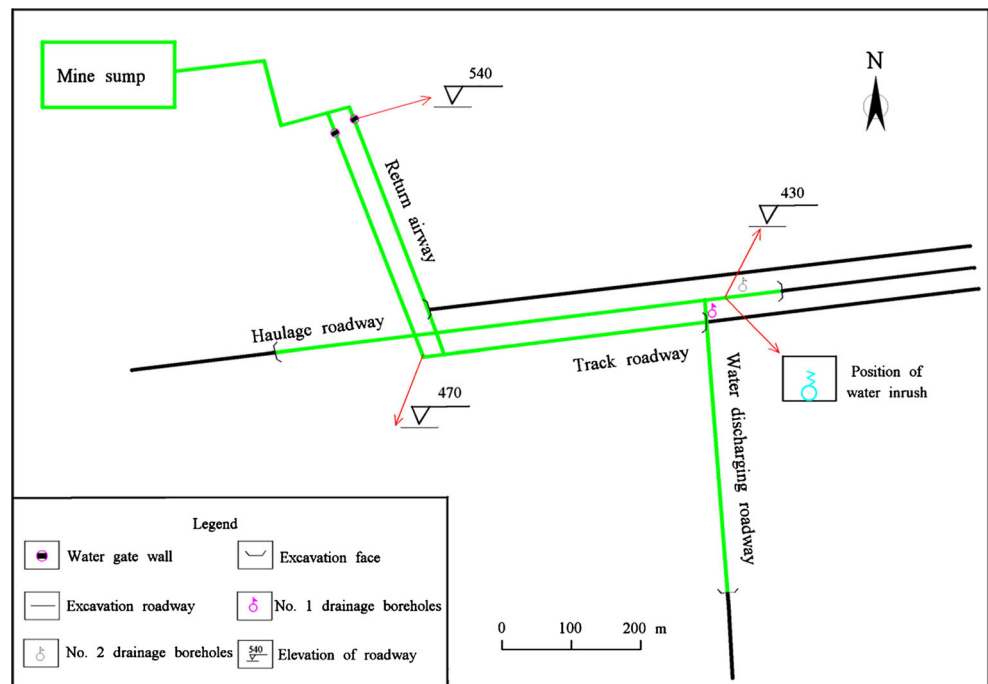 Mine sump
540
N
Return airway
430
Haulage roadway
Track roadway
470
Position of
water inrush
Water discharging roadway
Legend
Water gate wall
Excavation face
Excavation roadway
No. 1 drainage boreholes
No. 2 drainage boreholes
540
Elevation of roadway
0 100 200 m